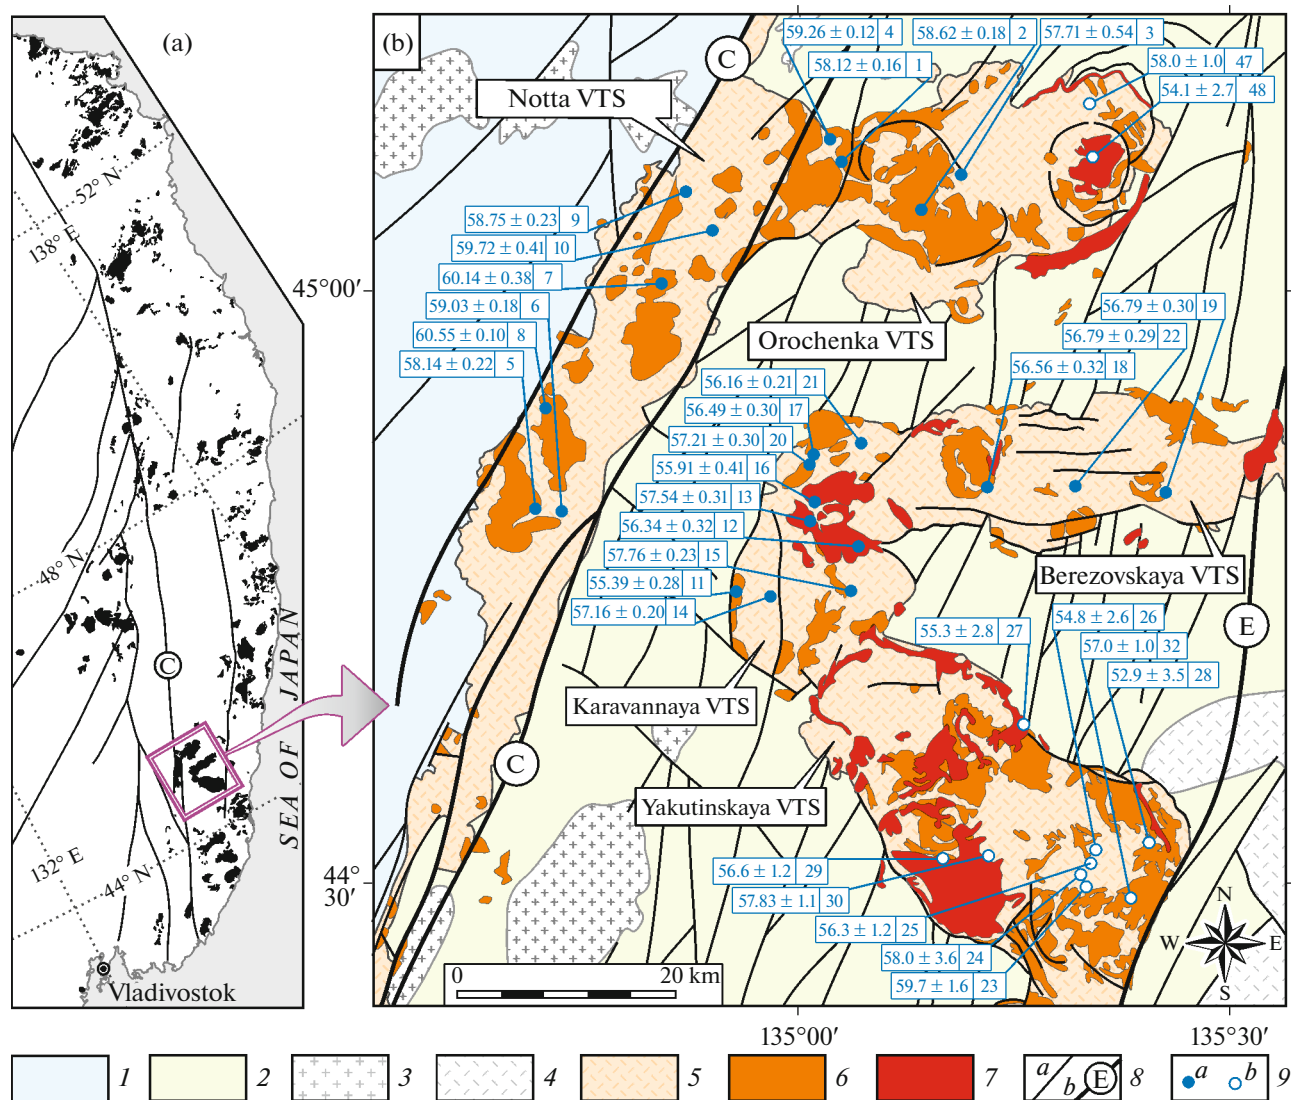 (a)
52° N
138° E
48° N
C
SEA OF JAPAN
132° E
44° N
Vladivostok
(b)
C
59.26 ± 0.12 4
58.62 ± 0.18 2
57.71 ± 0.54 3
58.12 ± 0.16 1
58.0 ± 1.0 47
54.1 ± 2.7 48
Notta VTS
58.75 ± 0.23 9
59.72 ± 0.41 10
60.14 ± 0.38 7
59.03 ± 0.18 6
60.55 ± 0.10 8
58.14 ± 0.22 5
45°00′
Orochenka VTS
56.79 ± 0.30 19
56.79 ± 0.29 22
56.56 ± 0.32 18
56.16 ± 0.21 21
56.49 ± 0.30 17
57.21 ± 0.30 20
55.91 ± 0.41 16
57.54 ± 0.31 13
56.34 ± 0.32 12
57.76 ± 0.23 15
55.39 ± 0.28 11
57.16 ± 0.20 14
Berezovskaya VTS
54.8 ± 2.6 26
55.3 ± 2.8 27
57.0 ± 1.0 32
52.9 ± 3.5 28
E
Karavannaya VTS
C
Yakutinskaya VTS
56.6 ± 1.2 29
57.83 ± 1.1 30
56.3 ± 1.2 25
58.0 ± 3.6 24
59.7 ± 1.6 23
44°
30′
N
W E
S
0 20 km
135°00′
135°30′
1
2
3
4
5
6
7
a b E 8
a b 9